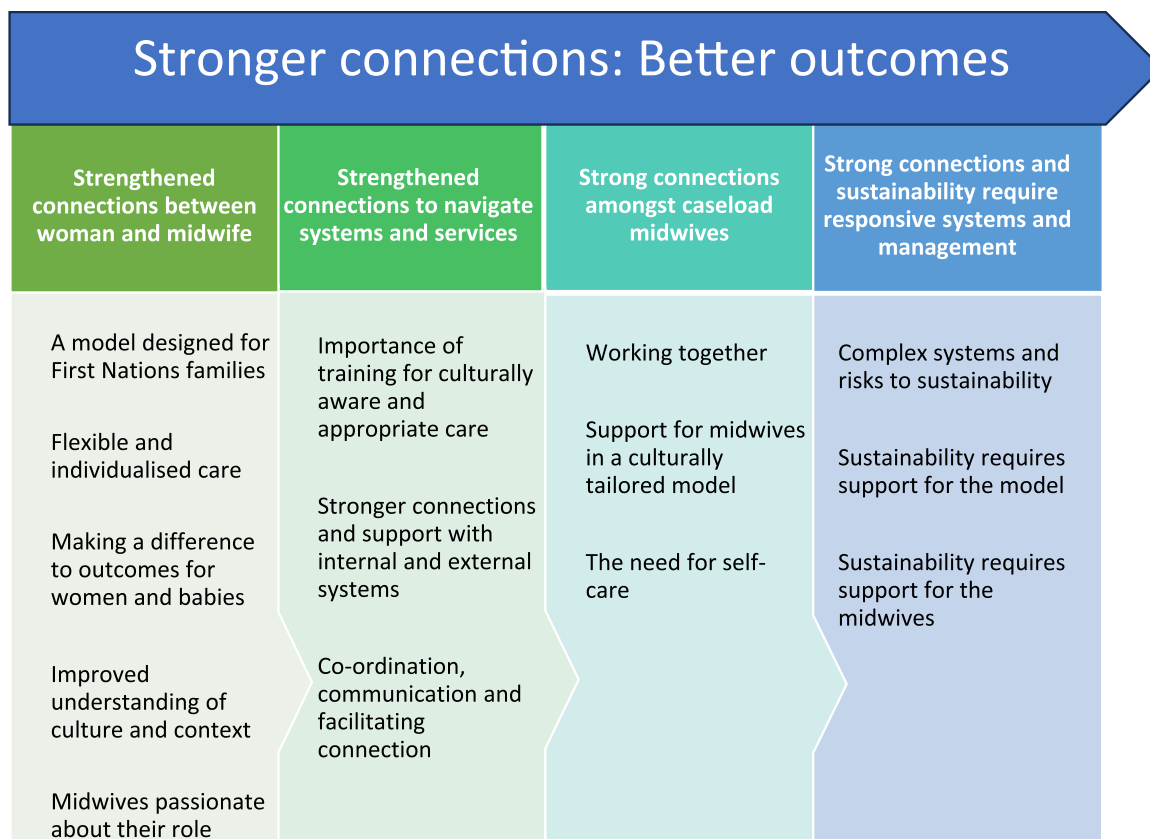 Stronger connections: Better outcomes
Strengthened
connections between
woman and midwife
Strengthened
connections to navigate
systems and services
Strong connections
amongst caseload
midwives
Strong connections and
sustainability require
responsive systems and
management
A model designed for
First Nations families
Flexible and
individualised care
Making a difference
to outcomes for
women and babies
Improved
understanding of
culture and context
Midwives passionate
about their role
Importance of
training for culturally
aware and
appropriate care
Stronger connections
and support with
internal and external
systems
Co-ordination,
communication and
facilitating
connection
Working together
Support for midwives
in a culturally
tailored model
The need for self-
care
Complex systems and
risks to sustainability
Sustainability requires
support for the model
Sustainability requires
support for the
midwives